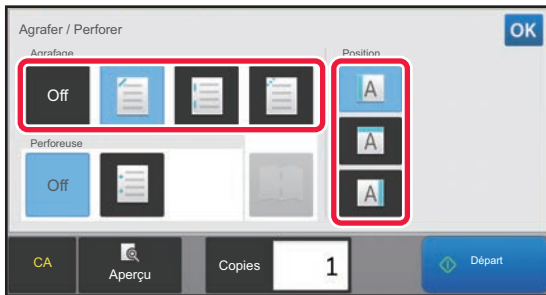 Agrafer / Perforer
OK
Agrafage
Position
Off
A
A
A
Perforeuse
Off
CA
Aperçu
Copies
1
Départ